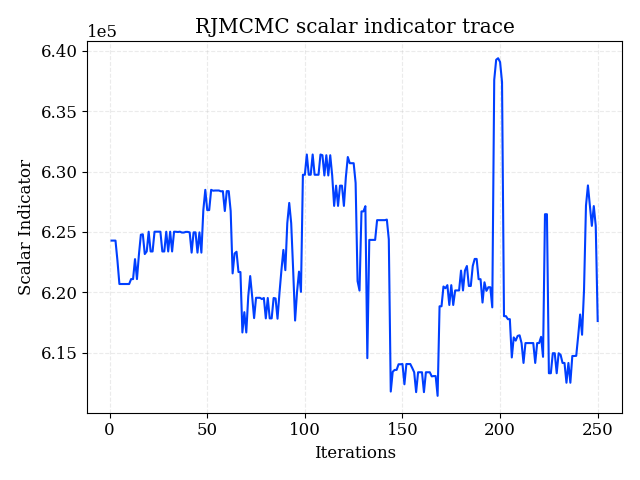 RJMCMC scalar indicator trace
1e5
6.40
6.35
6.30
6.25
6.20
6.15
Scalar Indicator
0 50 100 150 200 250
Iterations